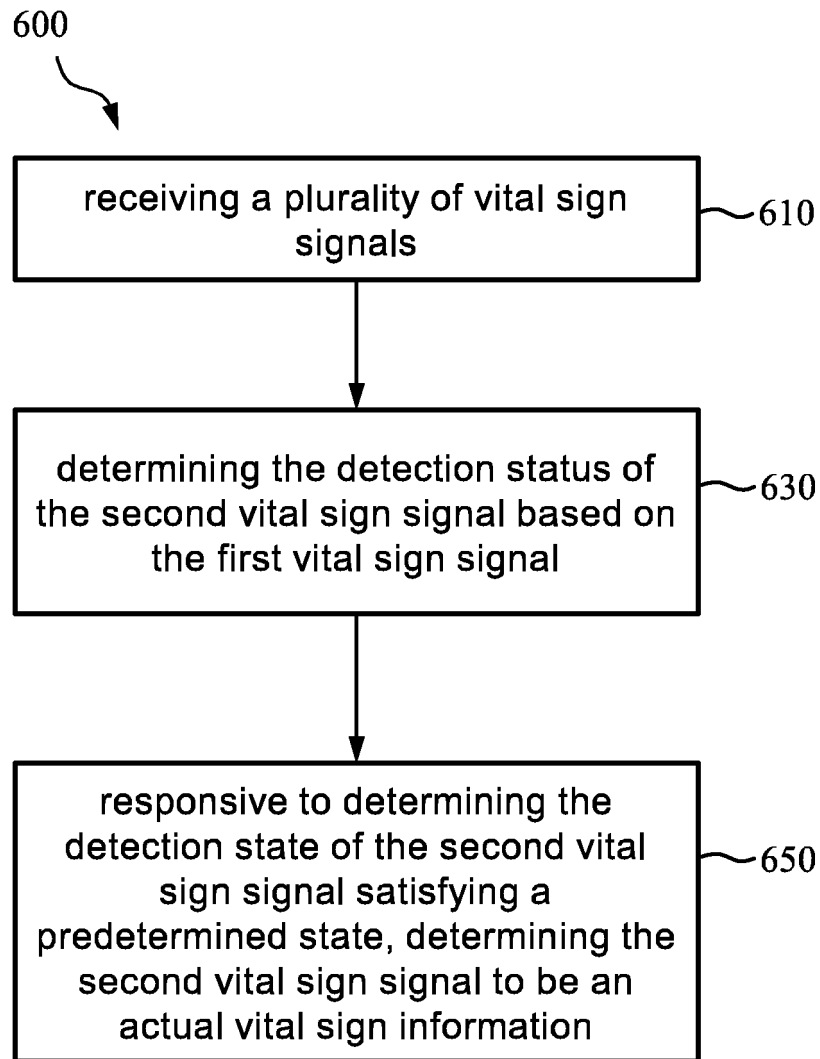 600
receiving a plurality of vital sign
signals
610
determining the detection status of
the second vital sign signal based on
the first vital sign signal
630
responsive to determining the
detection state of the second vital
sign signal satisfying a
predetermined state, determining the
second vital sign signal to be an
actual vital sign information
650